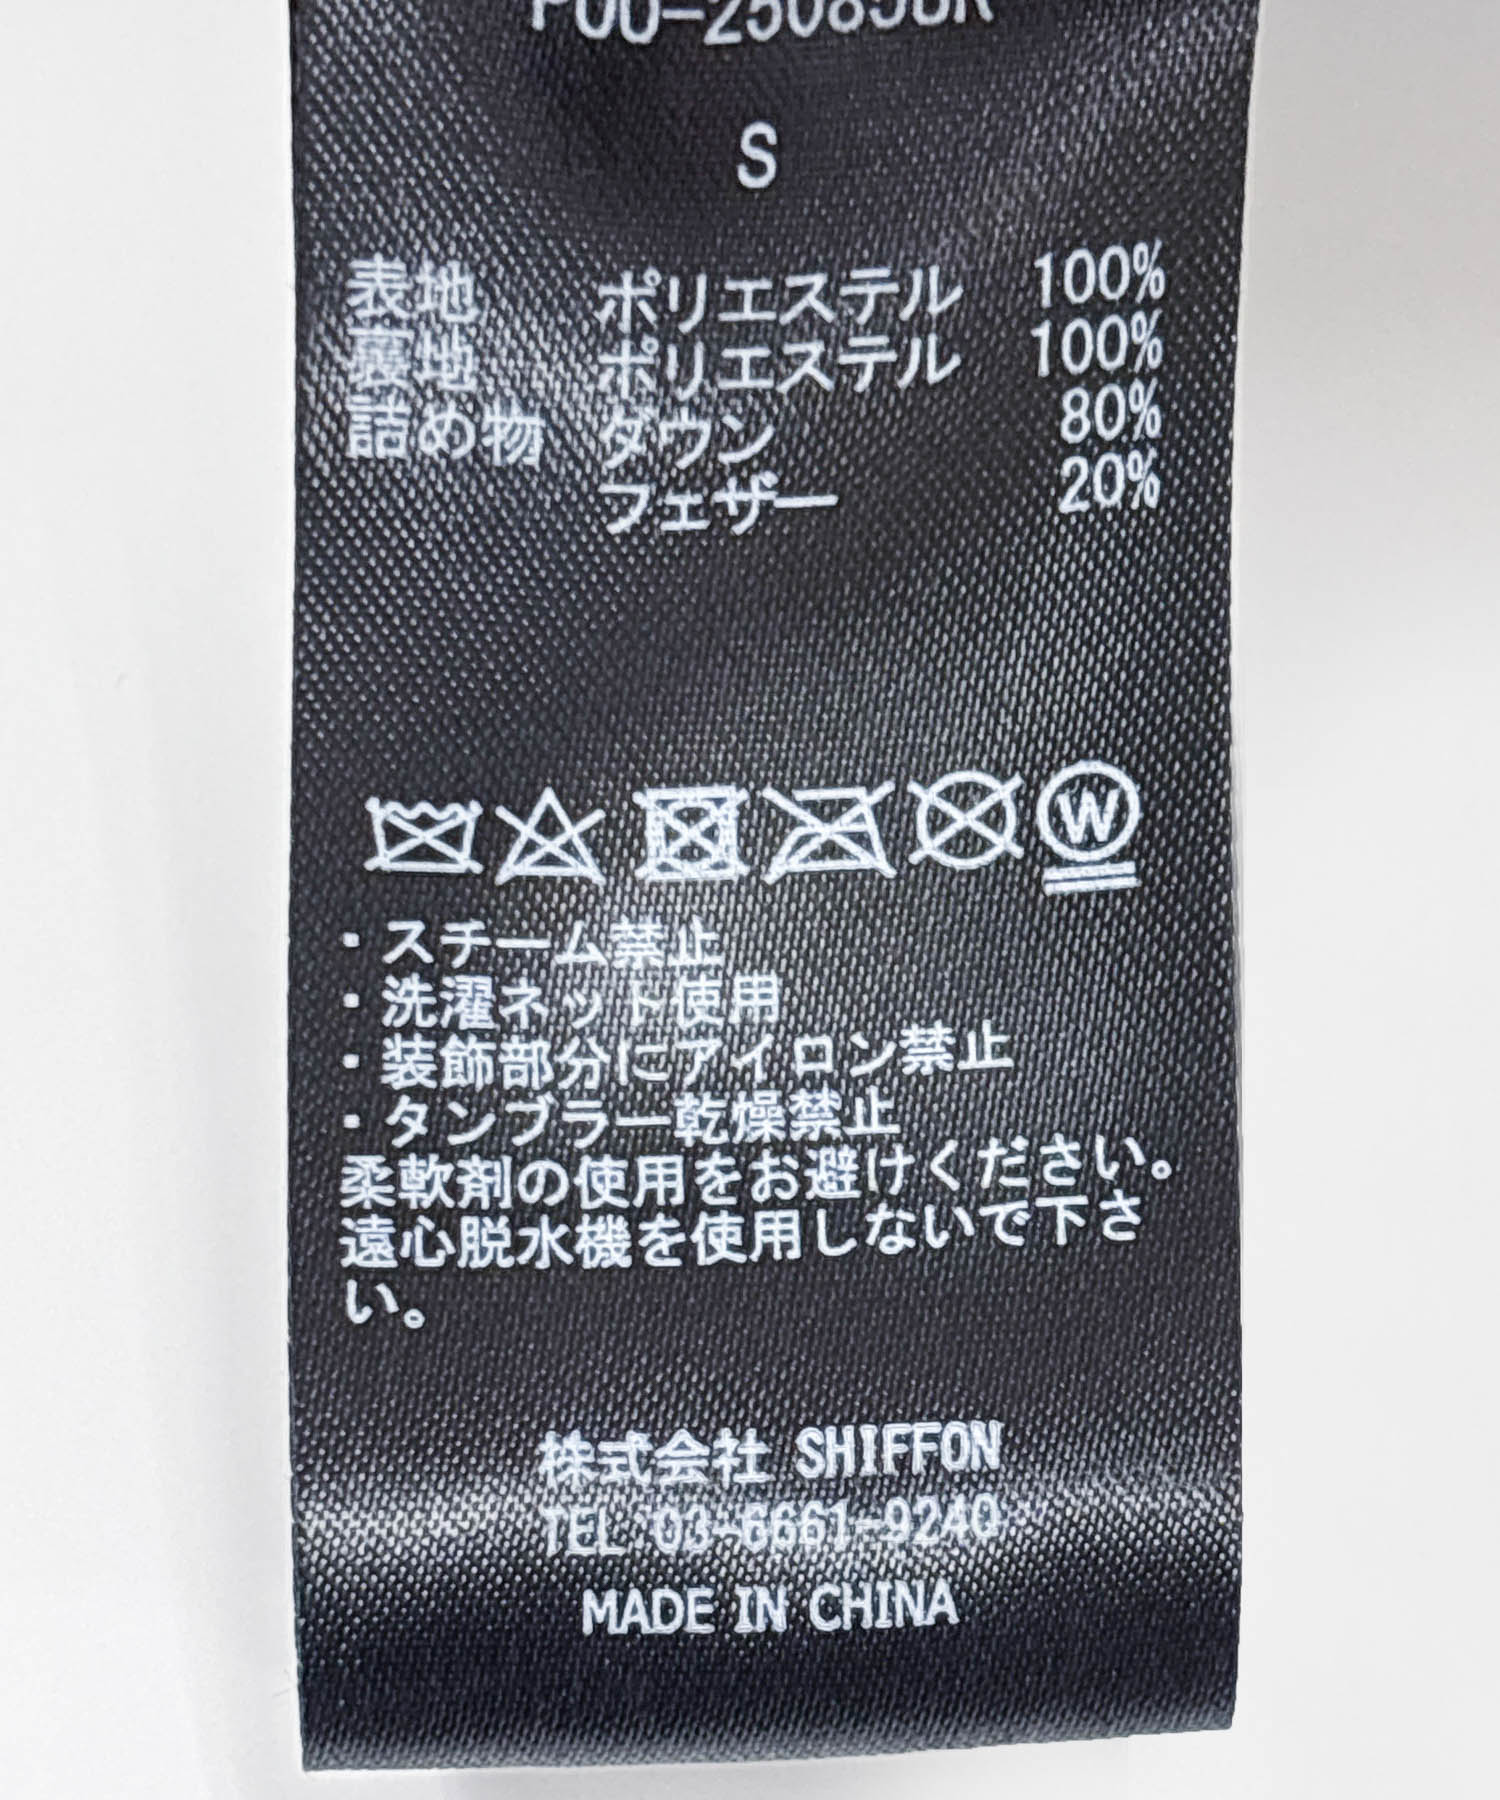 S
表地 ポリエステル 100%
裏地 ポリエステル 100%
詰め物 ダウン 80%
フェザー 20%
W
・スチーム禁止
・洗濯ネット使用
・装飾部分にアイロン禁止
・タンブラー乾燥禁止
柔軟剤の使用をお避けください。
遠心脱水機を使用しないで下さ
い。
株式会社 SHIFFON
TEL 03-6661-9240
MADE IN CHINA